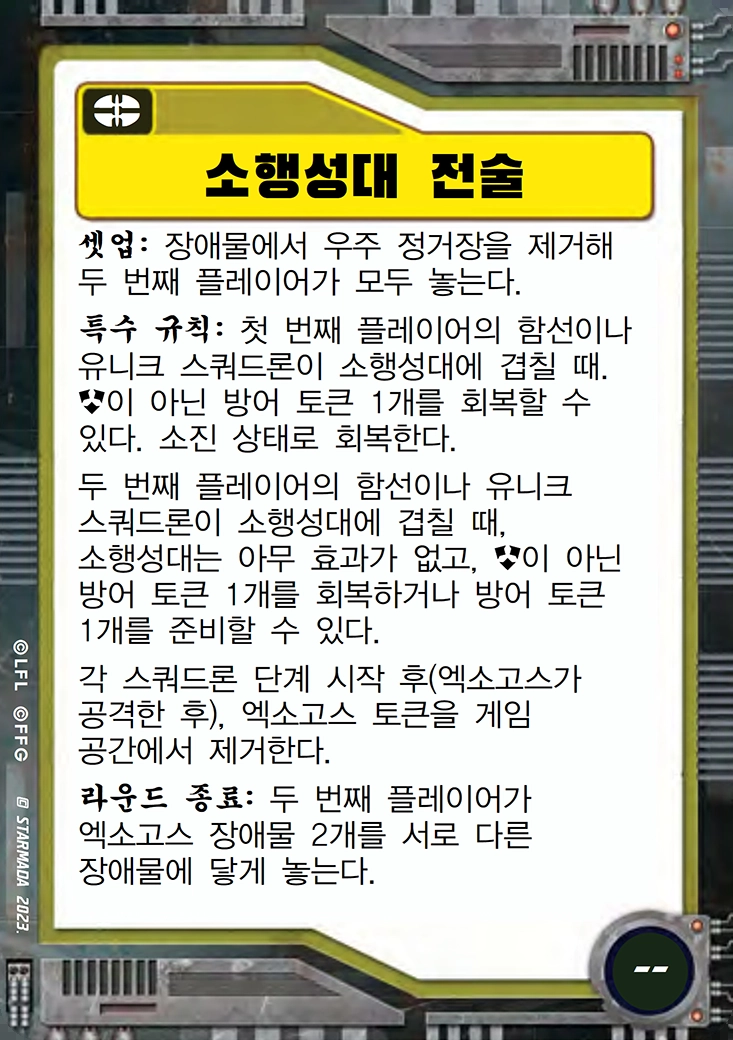 소행성대 전술
셋업: 장애물에서 우주 정거장을 제거해
두 번째 플레이어가 모두 놓는다.
특수 규칙: 첫 번째 플레이어의 함선이나
유니크 스쿼드론이 소행성대에 겹칠 때.
이 아닌 방어 토큰 1개를 회복할 수
있다. 소진 상태로 회복한다.
두 번째 플레이어의 함선이나 유니크
스쿼드론이 소행성대에 겹칠 때,
소행성대는 아무 효과가 없고, 이 아닌
방어 토큰 1개를 회복하거나 방어 토큰
1개를 준비할 수 있다.
각 스쿼드론 단계 시작 후(엑소고스가
공격한 후), 엑소고스 토큰을 게임
공간에서 제거한다.
라운드 종료: 두 번째 플레이어가
엑소고스 장애물 2개를 서로 다른
장애물에 닿게 놓는다.
--
©LFL ©FFG STARMADA 2023.